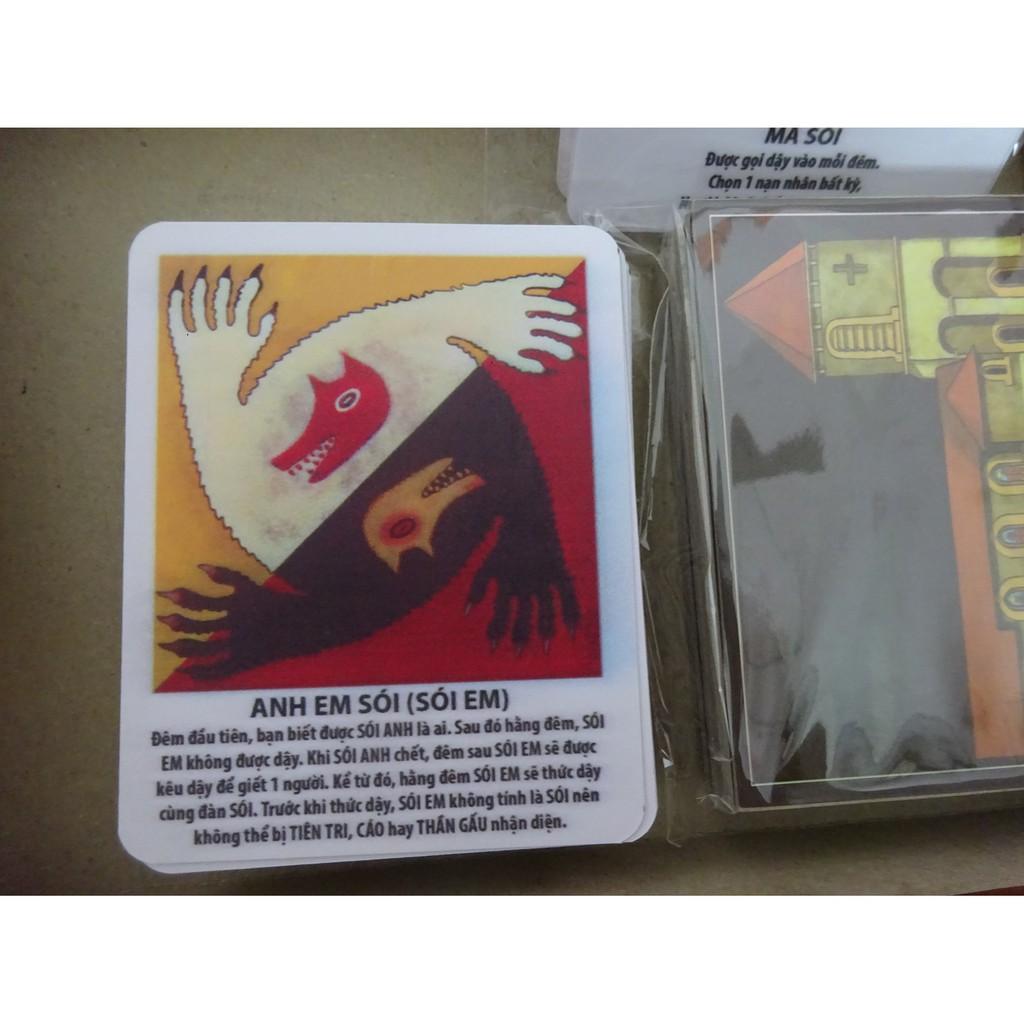 MA SÓI
Được gọi dậy vào mỗi đêm.
Chọn 1 nạn nhân bất kỳ,
ANH EM SÓI (SÓI EM)
Đêm đầu tiên, bạn biết được SÓI ANH là ai. Sau đó hằng đêm, SÓI
EM không được dậy. Khi SÓI ANH chết, đêm sau SÓI EM sẽ được
kêu dậy để giết 1 người. Kể từ đó, hằng đêm SÓI EM sẽ thức dậy
cùng đàn SÓI. Trước khi thức dậy, SÓI EM không tính là SÓI nên
không thể bị TIÊN TRI, CÁO hay THẦN GẤU nhận diện.